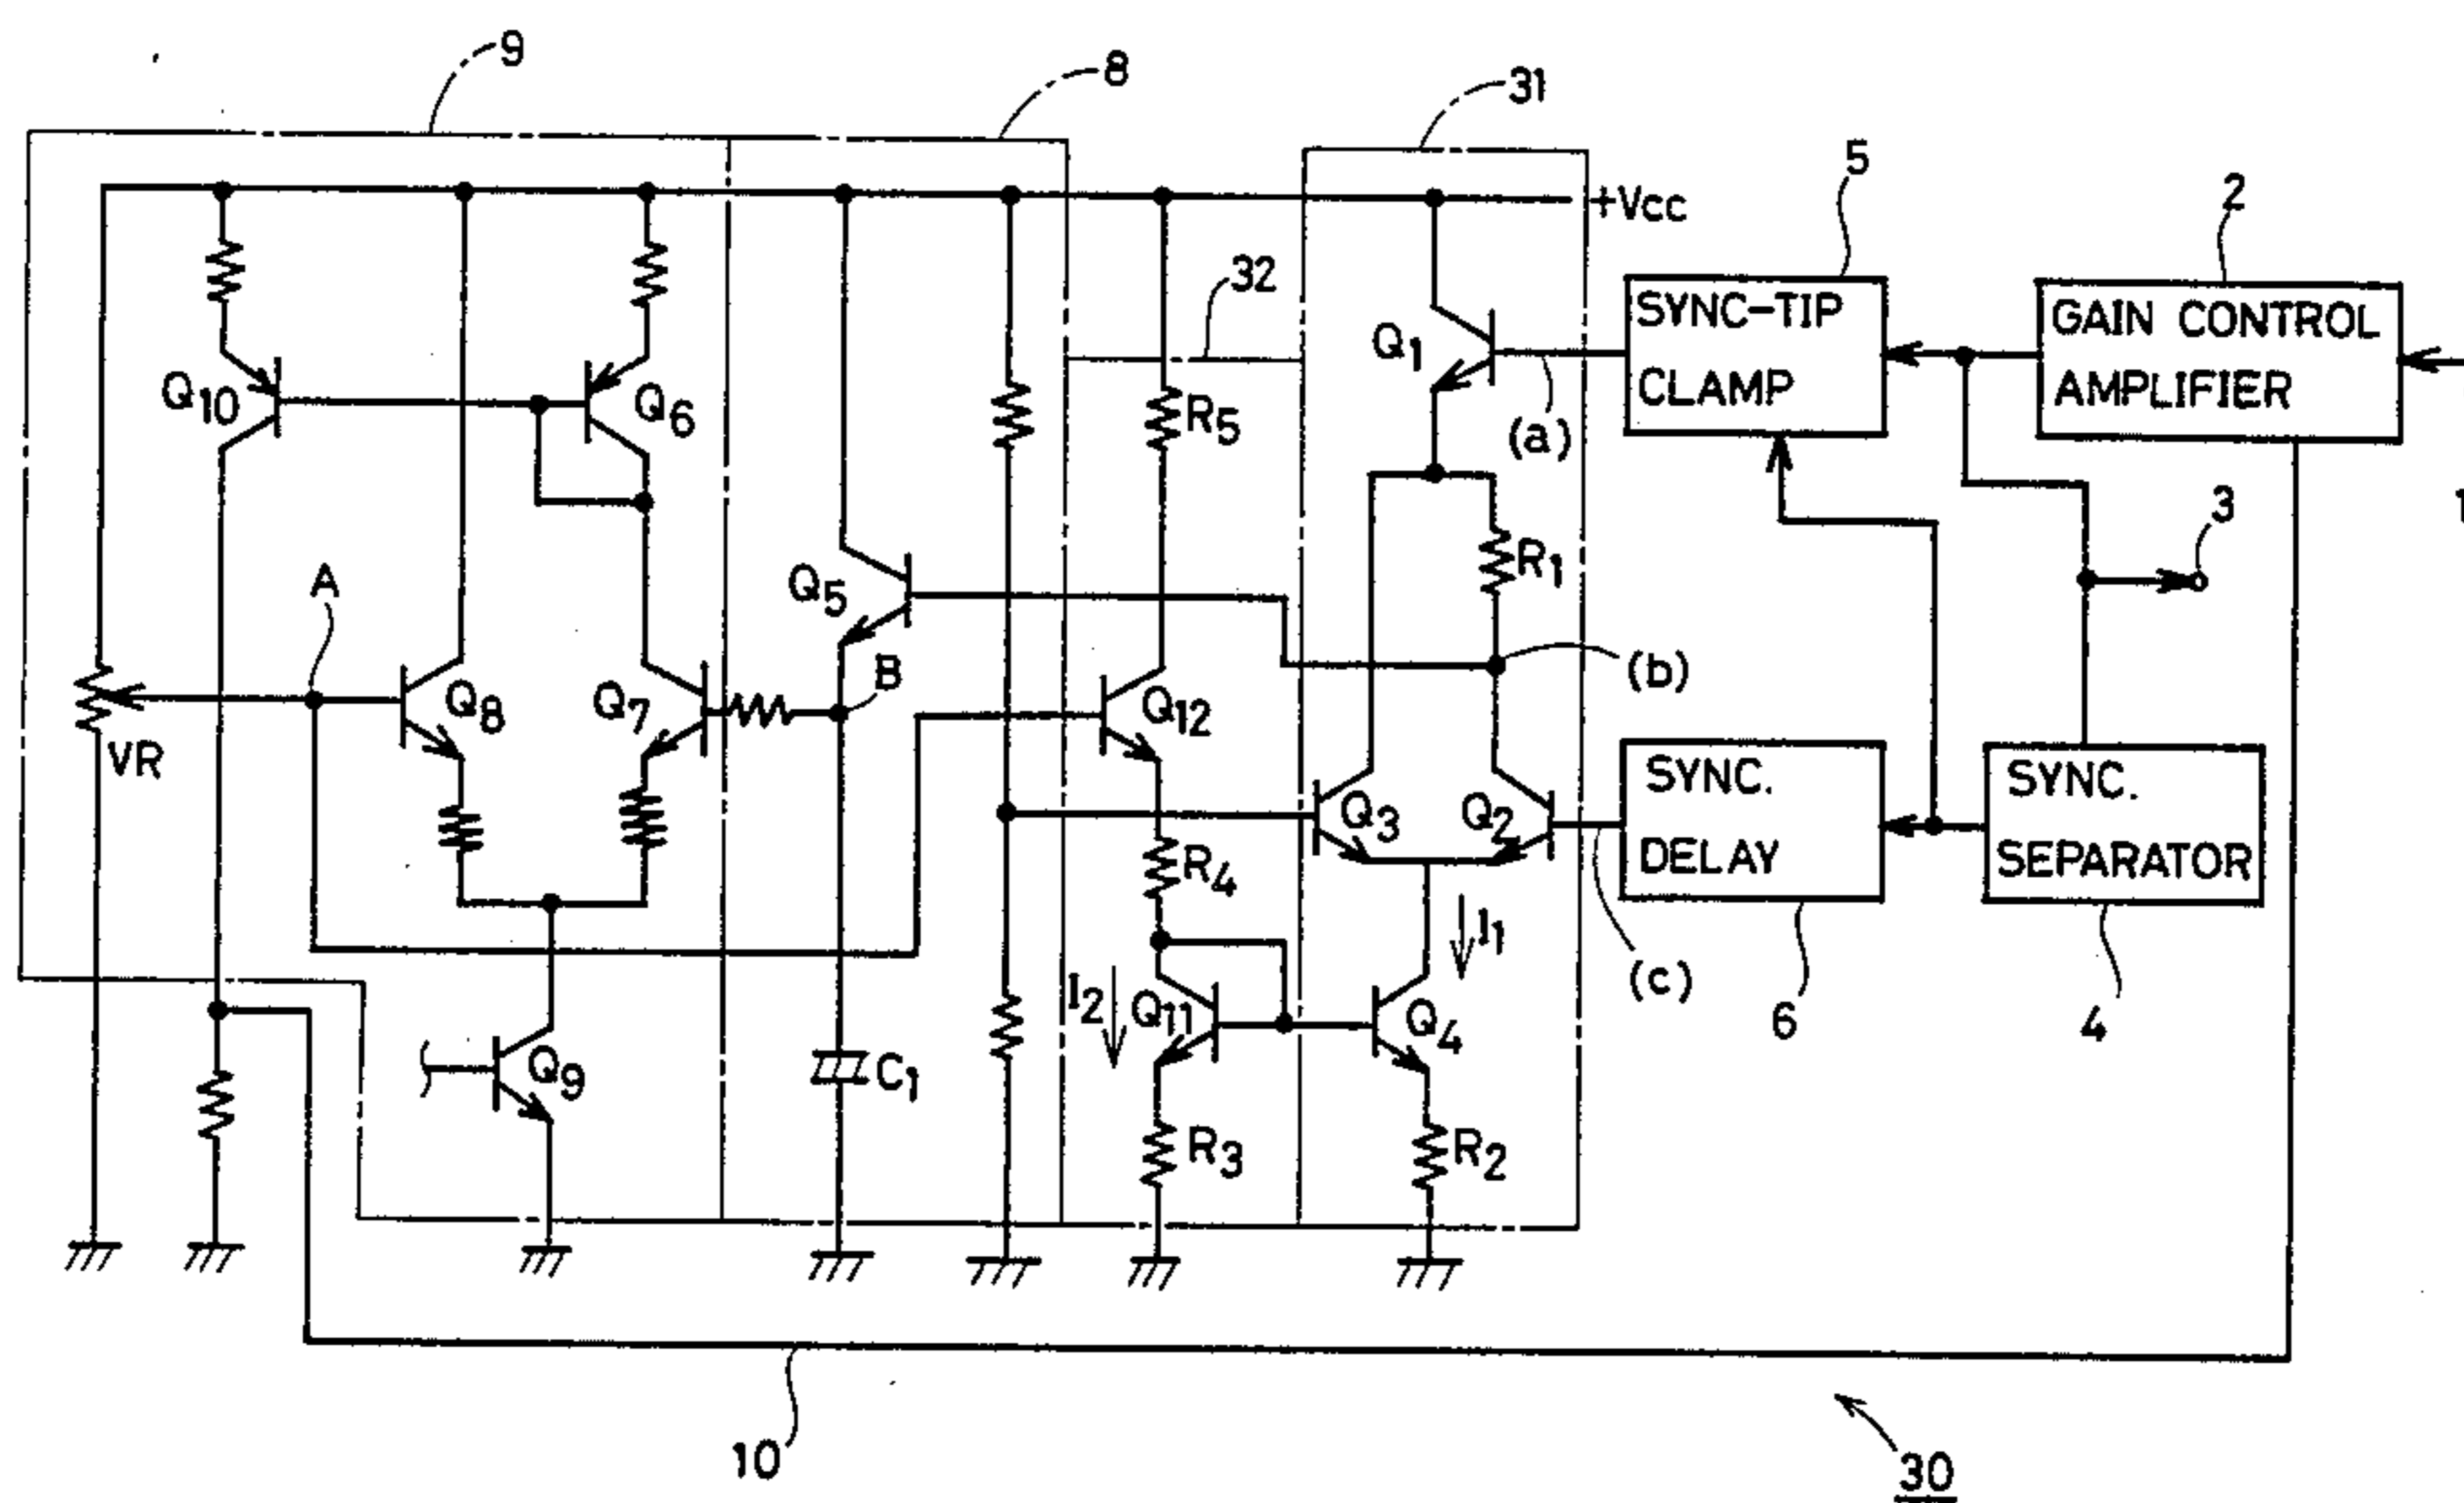 9
8
31
5
2
+Vcc
32
SYNC-TIP
CLAMP
GAIN CONTROL
AMPLIFIER
Q1
Q10
Q6
R5
(a)
3
1
A
Q5
R1
B
(b)
Q8
Q7
Q12
VR
SYNC.
DELAY
SYNC.
SEPARATOR
Q3
Q2
R4
I1
(c)
I2
Q11
Q4
6
4
Q9
C1
R3
R2
10
30